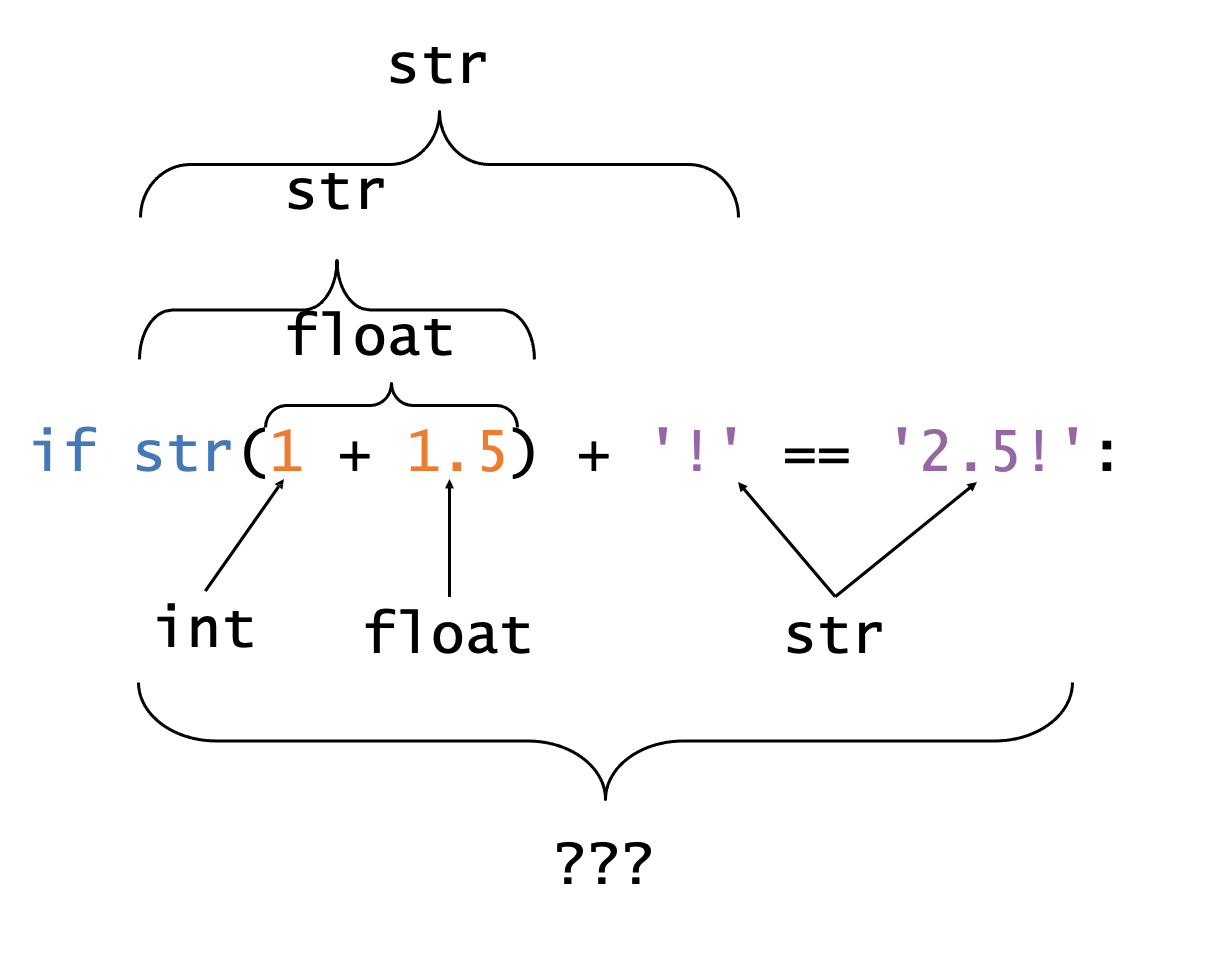 str
str
float
if str(1 + 1.5) + '!' == '2.5!':
int float str
???